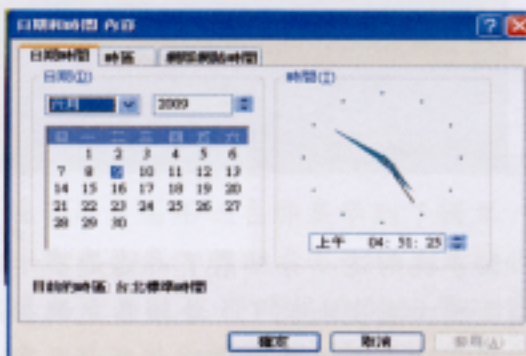 日期和時間 內容
日期時間 時區 網際網路時間
日期(D) 時間(T)
六月 2009
日 一 二 三 四 五 六
1 2 3 4 5 6
7 8 9 10 11 12 13
14 15 16 17 18 19 20
21 22 23 24 25 26 27
28 29 30
上午 04:51:25
目前的時區: 台北標準時間
確定 取消 套用(A)